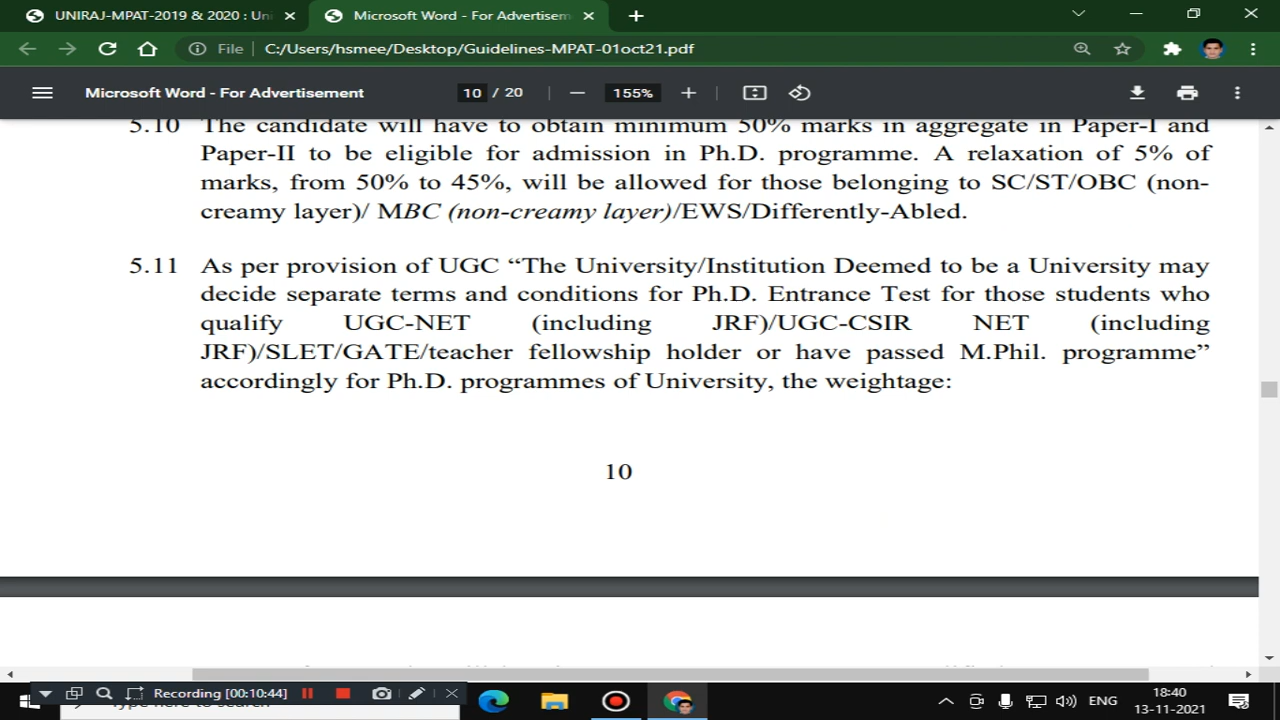 UNIRAJ-MPAT-2019 & 2020 : Uni
Microsoft Word - For Advertisem
File
C:/Users/hsmee/Desktop/Guidelines-MPAT-01oct21.pdf
Microsoft Word - For Advertisement
10 / 20
155%
5.10 The candidate will have to obtain minimum 50% marks in aggregate in Paper-I and
Paper-II to be eligible for admission in Ph.D. programme. A relaxation of 5% of
marks, from 50% to 45%, will be allowed for those belonging to SC/ST/OBC (non-
creamy layer)/ MBC (non-creamy layer)/EWS/Differently-Abled.
5.11 As per provision of UGC “The University/Institution Deemed to be a University may
decide separate terms and conditions for Ph.D. Entrance Test for those students who
qualify UGC-NET (including JRF)/UGC-CSIR NET (including
JRF)/SLET/GATE/teacher fellowship holder or have passed M.Phil. programme”
accordingly for Ph.D. programmes of University, the weightage:
10
Recording [00:10:44]
Type here to search
ENG
18:40
13-11-2021